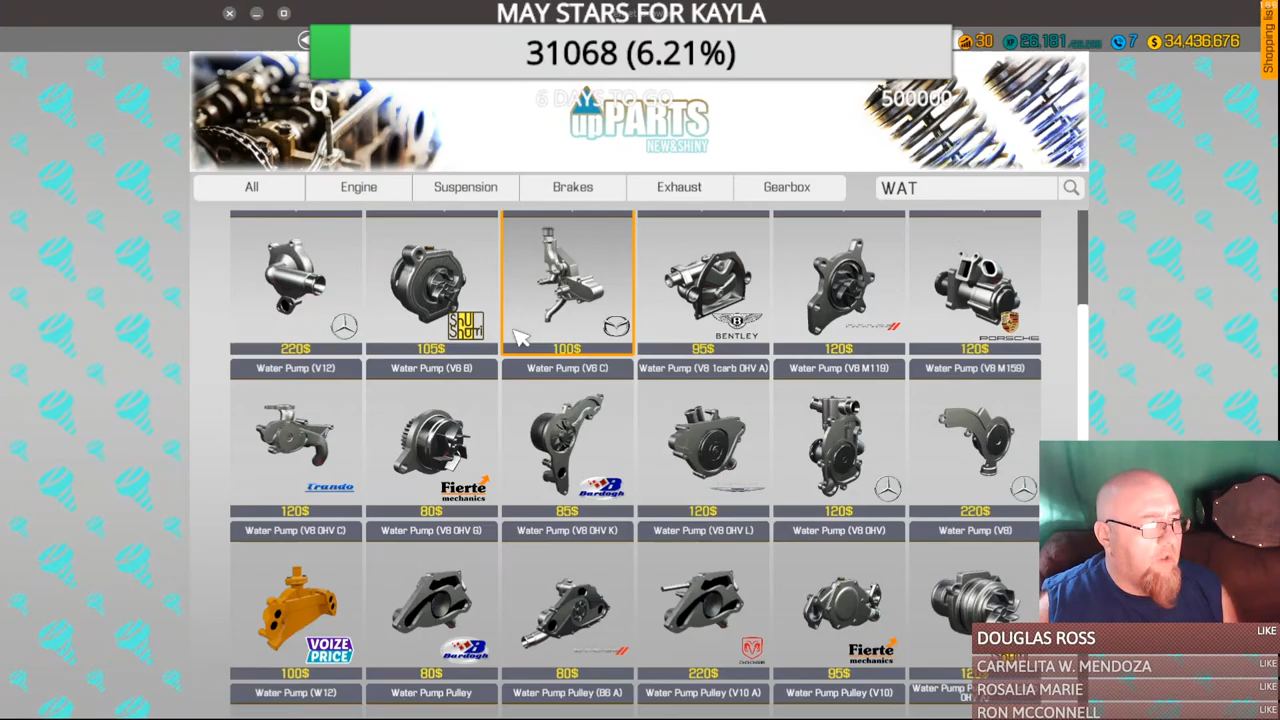 MAY STARS FOR KAYLA
31068 (6.21%)
6 DAYS TO GO
0
500000
30
7
34,436,676
Shopping list
upPARTS
NEW&SHINY
All
Engine
Suspension
Brakes
Exhaust
Gearbox
WAT
BENTLEY
PORSCHE
220$
105$
100$
95$
120$
120$
Water Pump (V12)
Water Pump (V6 B)
Water Pump (V6 C)
Water Pump (V8 1carb OHV A)
Water Pump (V8 M119)
Water Pump (V8 M159)
Trando
Fierte
mechanics
Bardogh
120$
80$
85$
120$
120$
220$
Water Pump (V8 OHV C)
Water Pump (V8 OHV G)
Water Pump (V8 OHV K)
Water Pump (V8 OHV L)
Water Pump (V8 OHV)
Water Pump (V8)
VOIZE
PRICE
Bardogh
Fierte
mechanics
100$
80$
80$
220$
95$
Water Pump (W12)
Water Pump Pulley
Water Pump Pulley (B6 A)
Water Pump Pulley (V10 A)
Water Pump Pulley (V10)
DOUGLAS ROSS
LIKE
CARMELITA W. MENDOZA
LIKE
ROSALIA MARIE
LIKE
RON MCCONNELL
LIKE